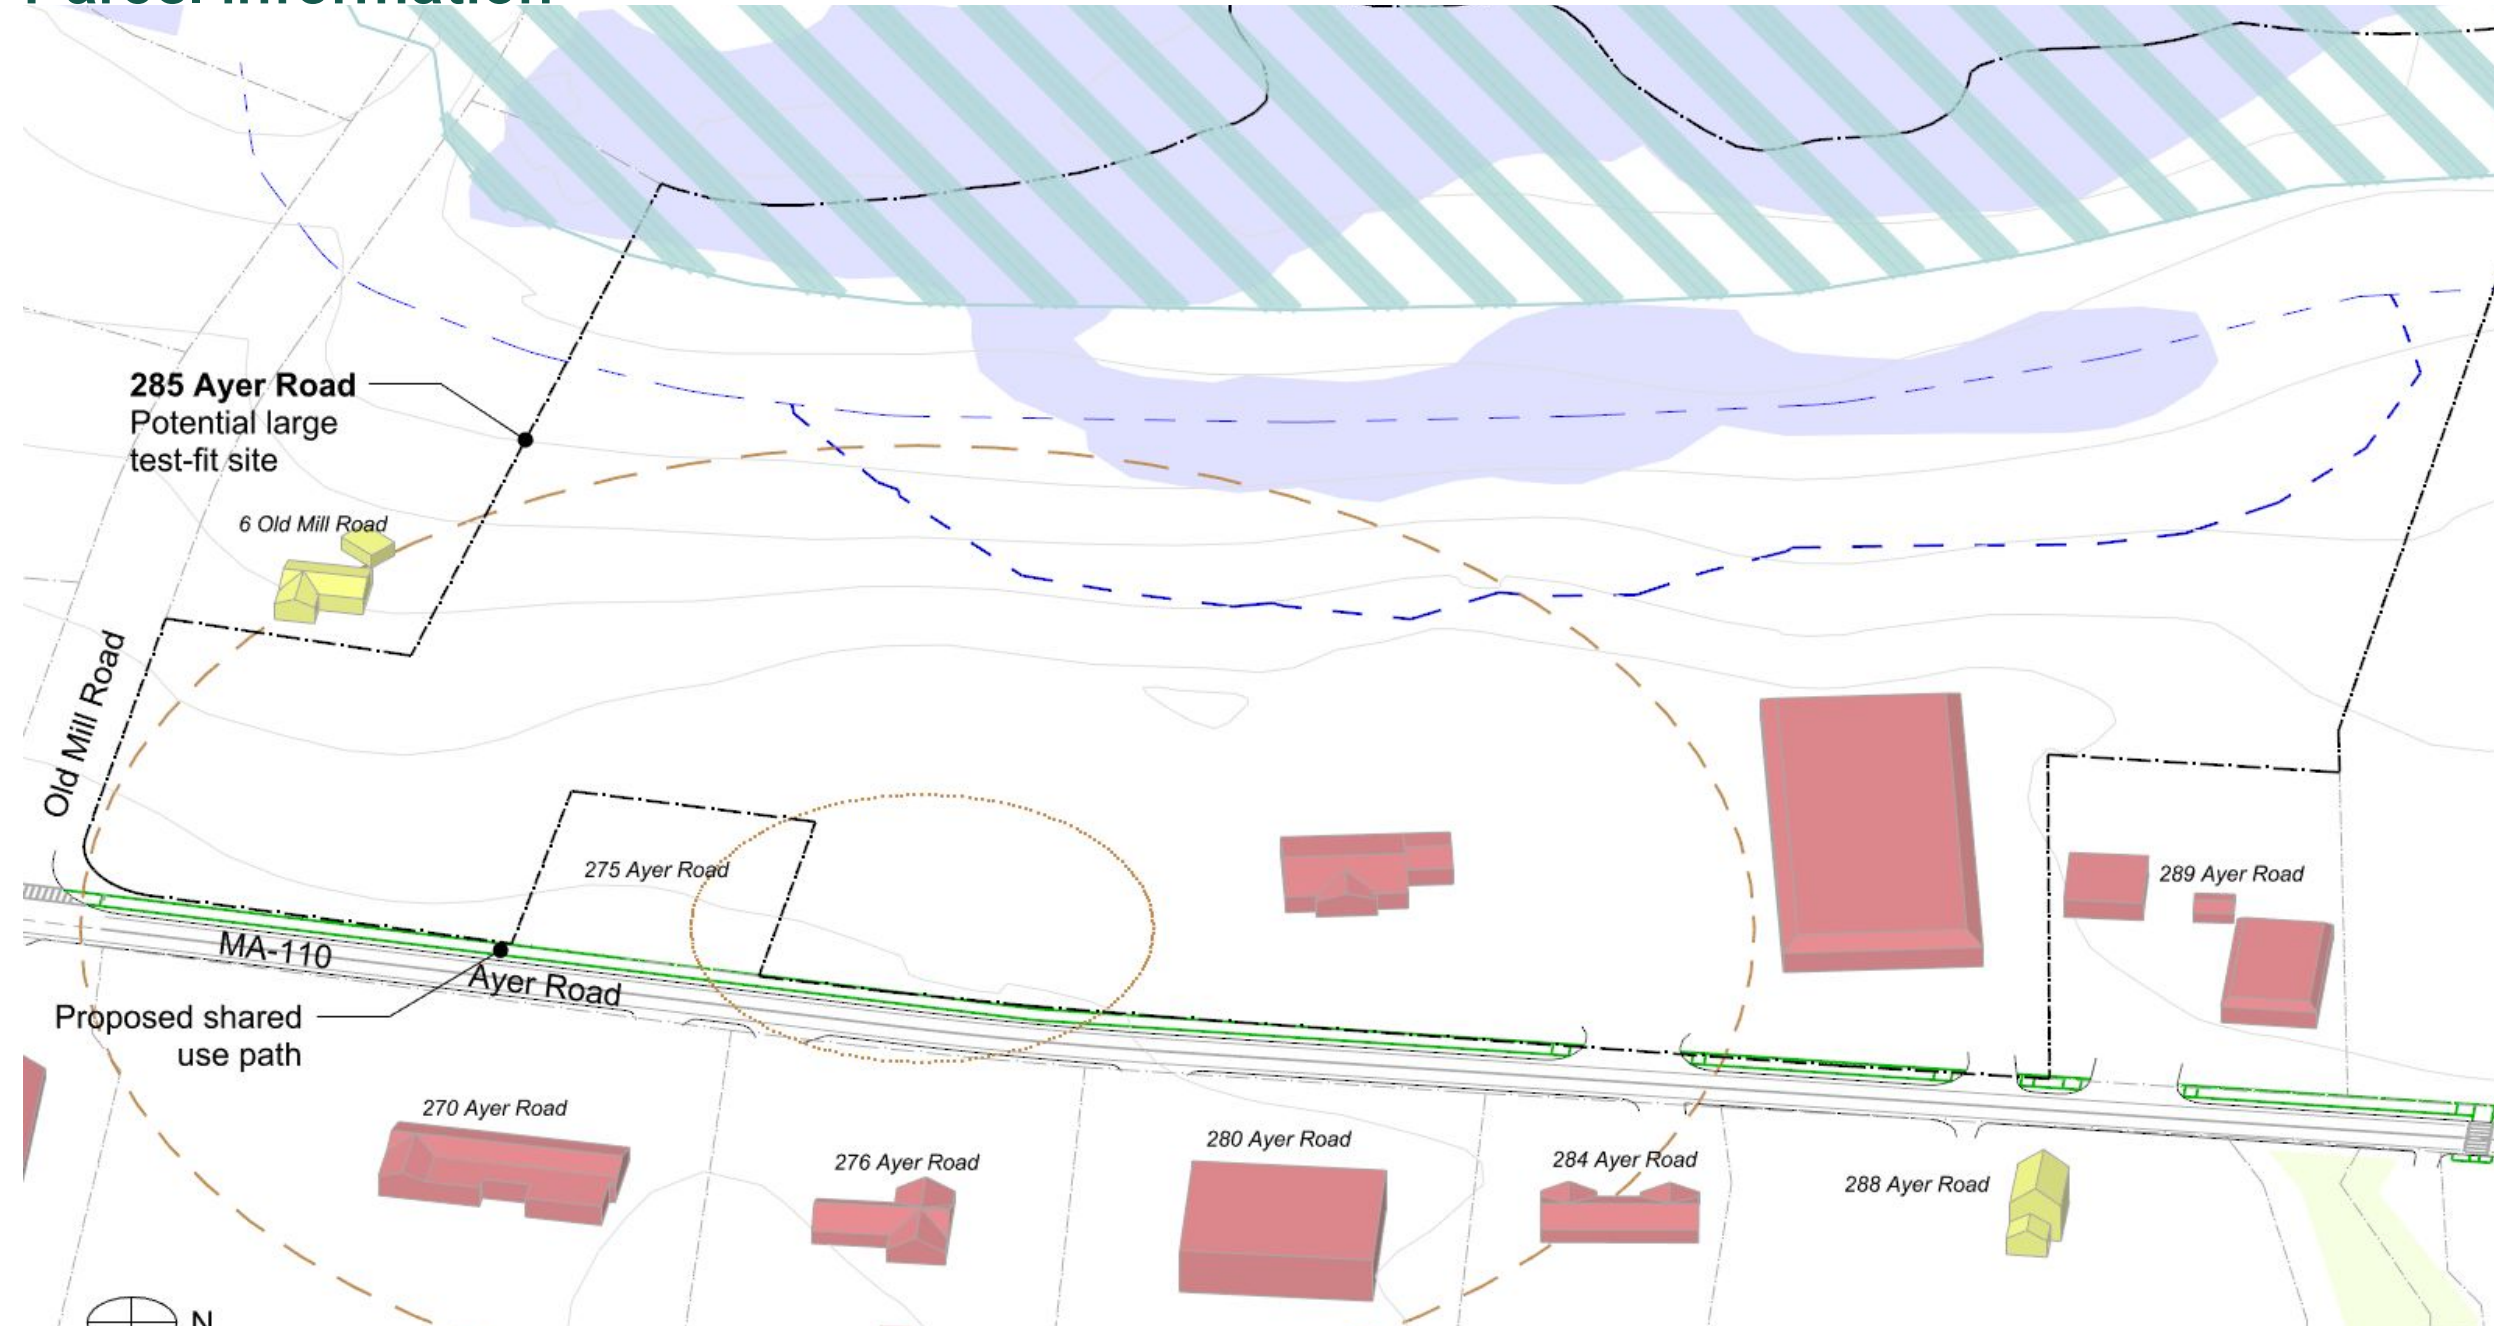 Parcel Information
285 Ayer Road
Potential large
test-fit site
6 Old Mill Road
Old Mill Road
275 Ayer Road
289 Ayer Road
MA-110
Ayer Road
Proposed shared
use path
270 Ayer Road
276 Ayer Road
280 Ayer Road
284 Ayer Road
288 Ayer Road
N